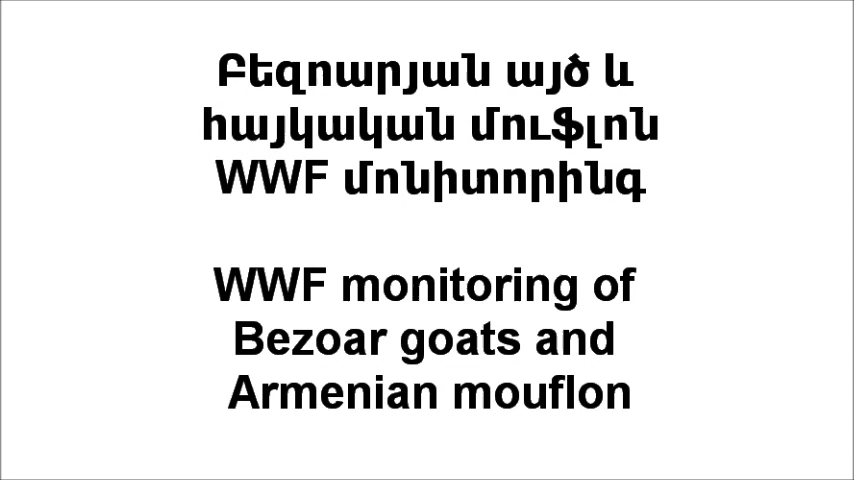 Բեզոարյան այծ և
հայկական մուֆլոն
WWF մոնիտորինգ
WWF monitoring of
Bezoar goats and
Armenian mouflon